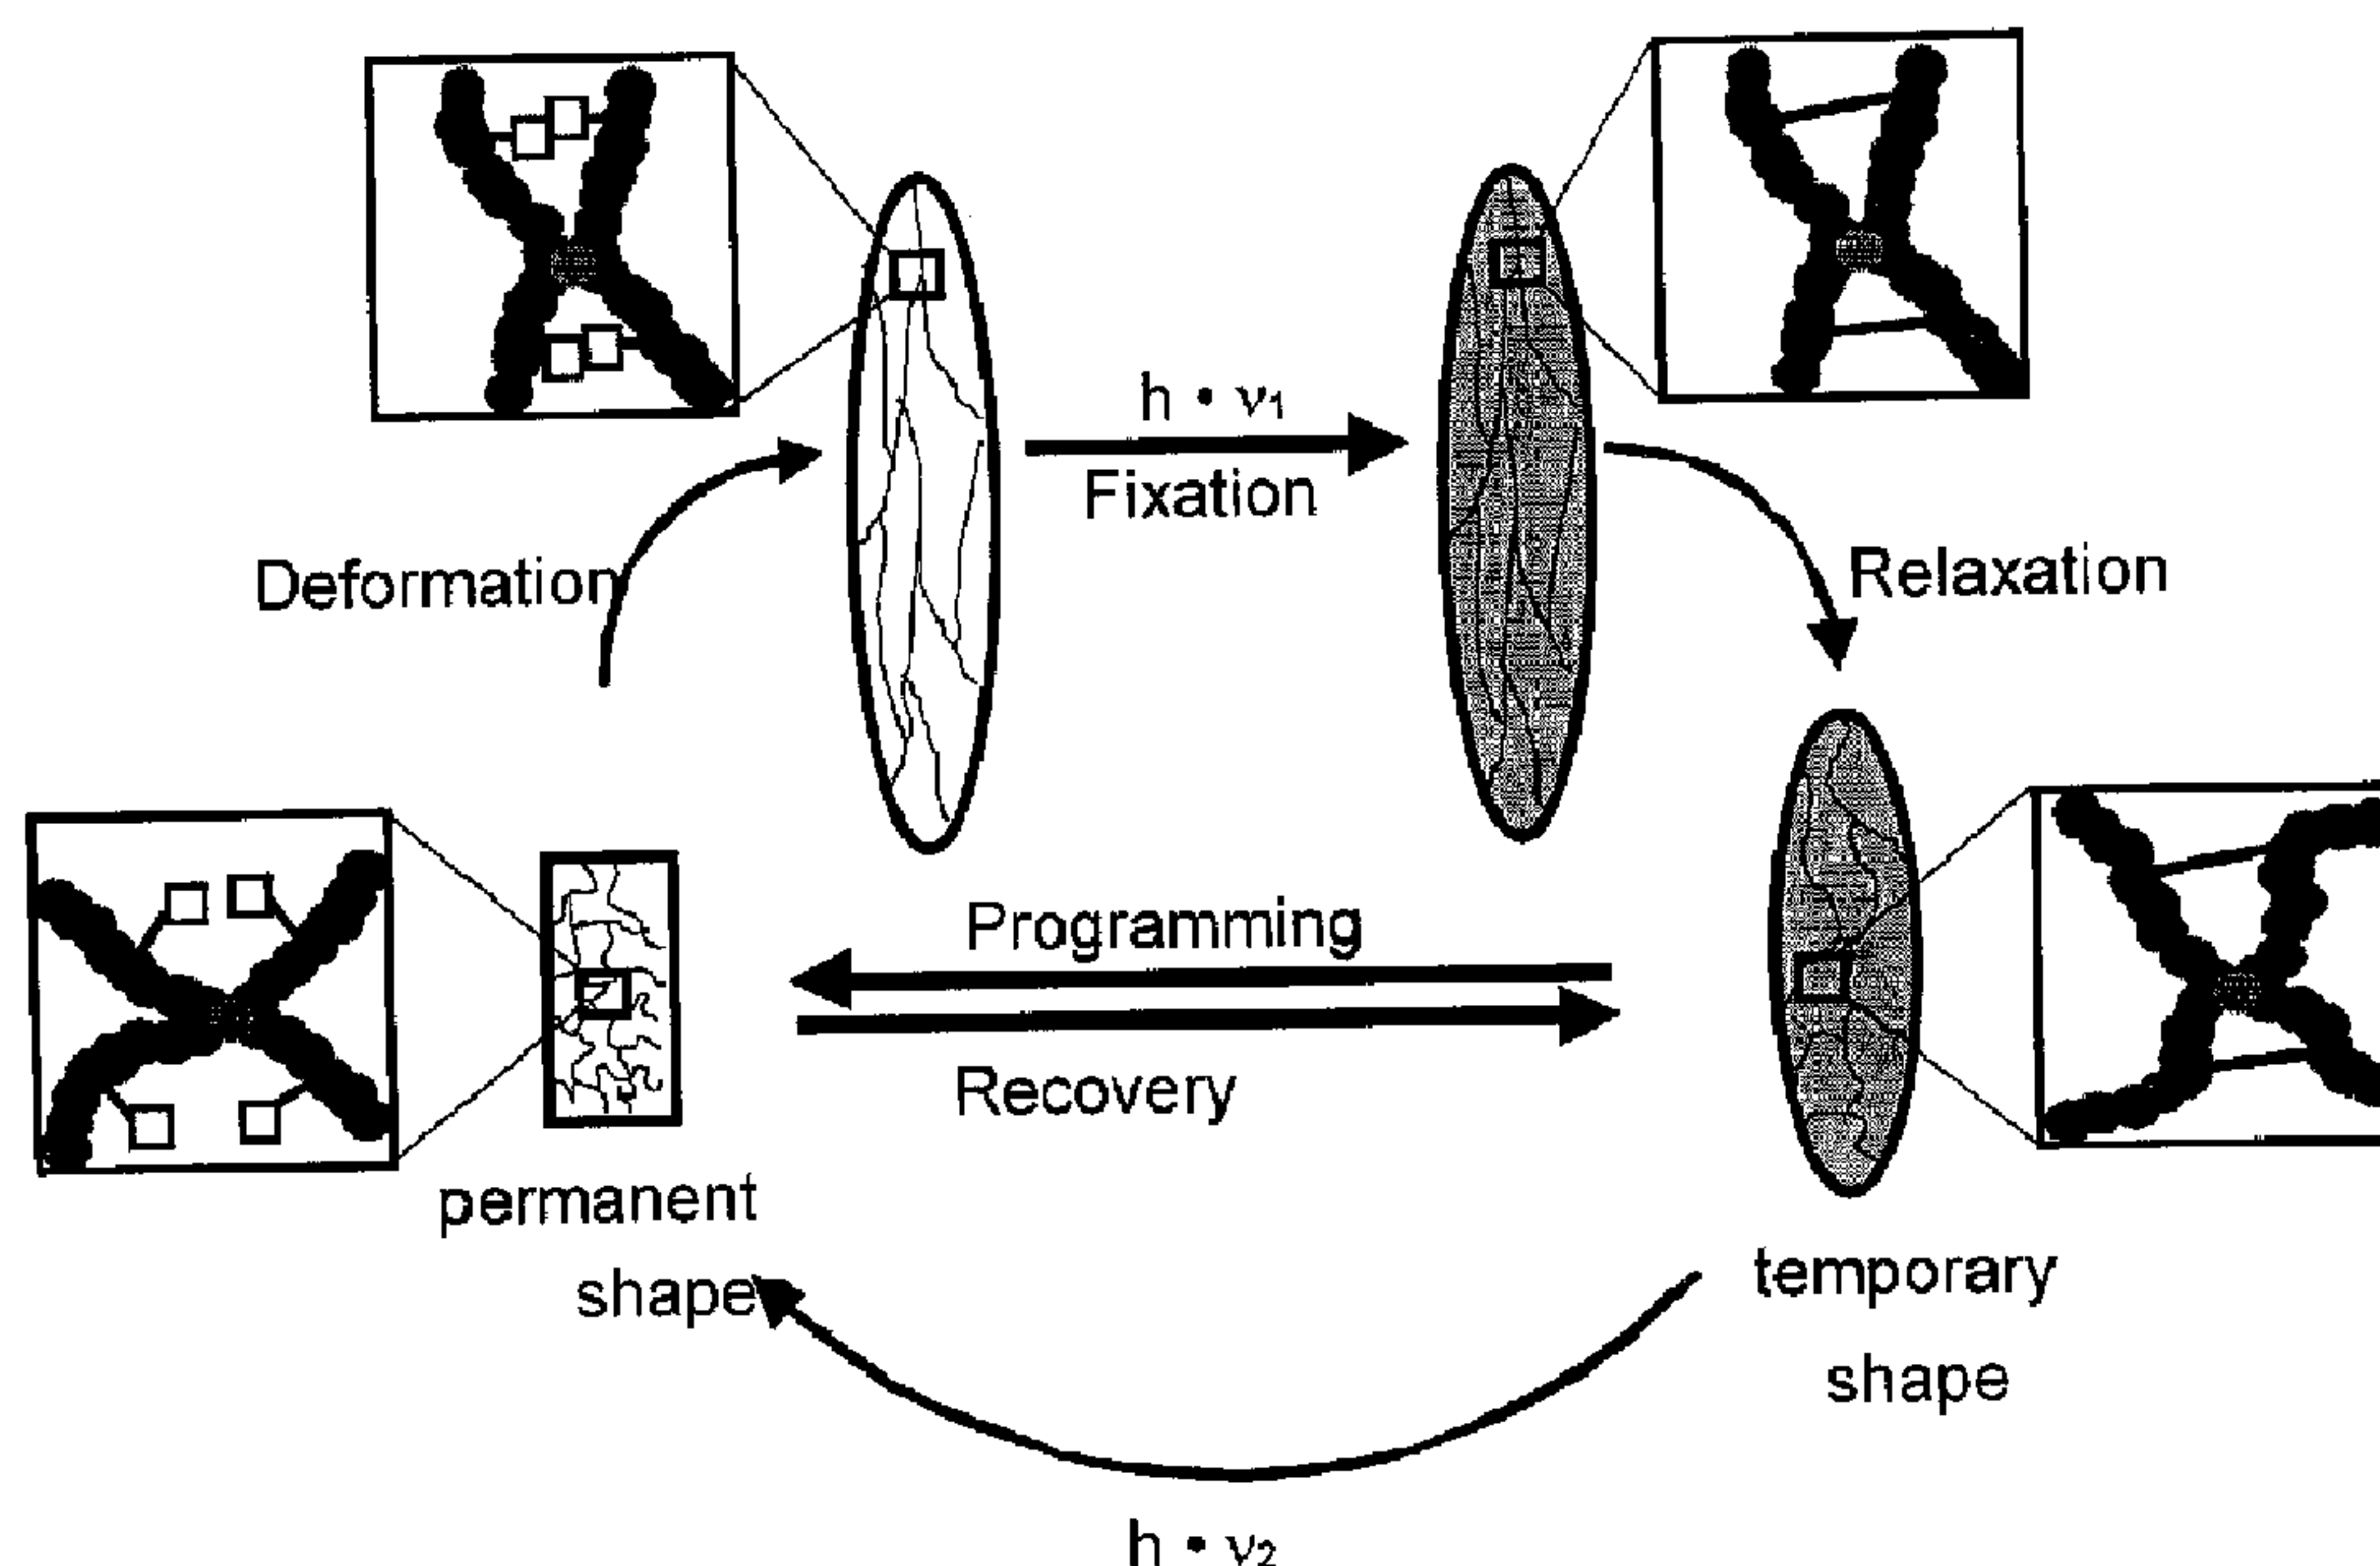 h • ν₁
Fixation
Deformation
Relaxation
Programming
Recovery
permanent
shape
temporary
shape
h • ν₂